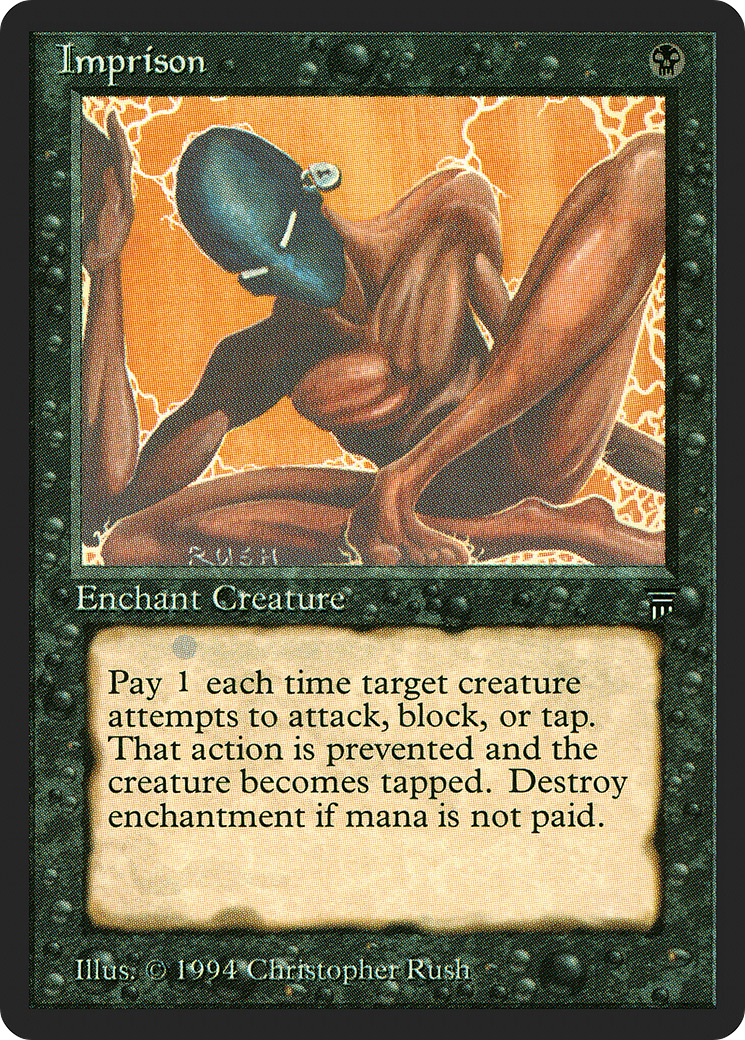 Imprison
RUSH
Enchant Creature
Pay 1 each time target creature
attempts to attack, block, or tap.
That action is prevented and the
creature becomes tapped. Destroy
enchantment if mana is not paid.
Illus: © 1994 Christopher Rush